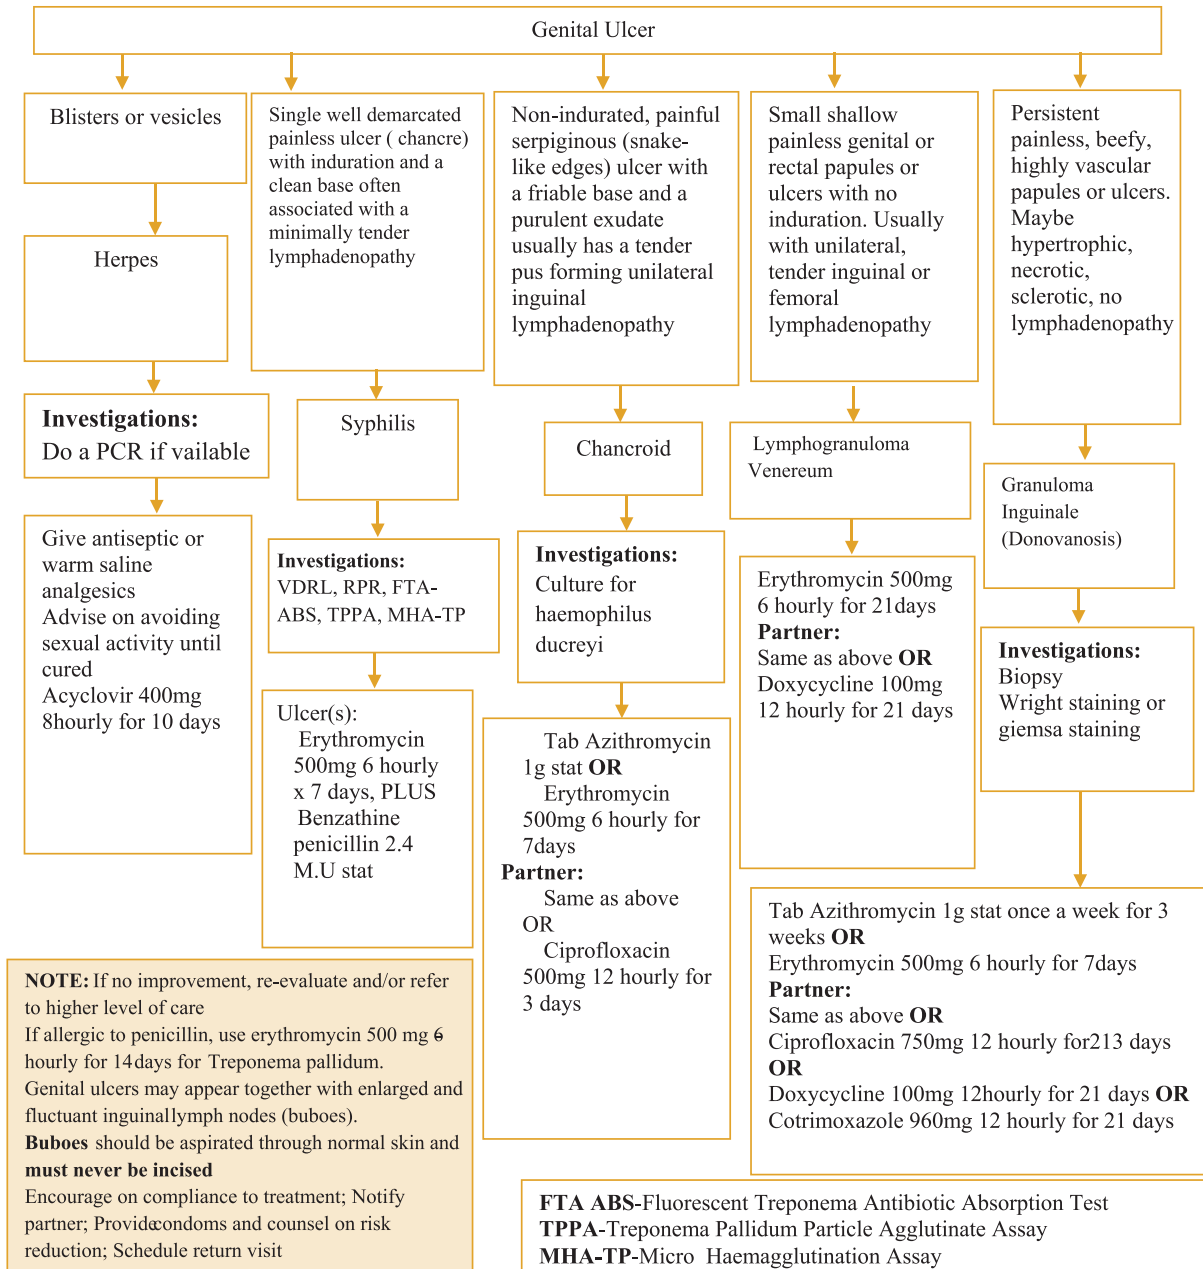 Genital Ulcer
Blisters or vesicles
Herpes
Investigations:
Do a PCR if vailable
Give antiseptic or
warm saline
analgesics
Advise on avoiding
sexual activity until
cured
Acyclovir 400mg
8hourly for 10 days
Single well demarcated
painless ulcer ( chancre)
with induration and a
clean base often
associated with a
minimally tender
lymphadenopathy
Syphilis
Investigations:
VDRL, RPR, FTA-
ABS, TPPA, MHA-TP
Ulcer(s):
Erythromycin
500mg 6 hourly
x 7 days, PLUS
Benzathine
penicillin 2.4
M.U stat
Non-indurated, painful
serpiginous (snake-
like edges) ulcer with
a friable base and a
purulent exudate
usually has a tender
pus forming unilateral
inguinal
lymphadenopathy
Chancroid
Investigations:
Culture for
haemophilus
ducreyi
Tab Azithromycin
1g stat OR
Erythromycin
500mg 6 hourly for
7days
Partner:
Same as above
OR
Ciprofloxacin
500mg 12 hourly for
3 days
Small shallow
painless genital or
rectal papules or
ulcers with no
induration. Usually
with unilateral,
tender inguinal or
femoral
lymphadenopathy
Lymphogranuloma
Venereum
Erythromycin 500mg
6 hourly for 21days
Partner:
Same as above OR
Doxycycline 100mg
12 hourly for 21 days
Persistent
painless, beefy,
highly vascular
papules or ulcers.
Maybe
hypertrophic,
necrotic,
sclerotic, no
lymphadenopathy
Granuloma
Inguinale
(Donovanosis)
Investigations:
Biopsy
Wright staining or
giemsa staining
Tab Azithromycin 1g stat once a week for 3
weeks OR
Erythromycin 500mg 6 hourly for 7days
Partner:
Same as above OR
Ciprofloxacin 750mg 12 hourly for213 days
OR
Doxycycline 100mg 12hourly for 21 days OR
Cotrimoxazole 960mg 12 hourly for 21 days
NOTE: If no improvement, re-evaluate and/or refer
to higher level of care
If allergic to penicillin, use erythromycin 500 mg 6
hourly for 14days for Treponema pallidum.
Genital ulcers may appear together with enlarged and
fluctuant inguinal lymph nodes (buboes).
Buboes should be aspirated through normal skin and
must never be incised
Encourage on compliance to treatment; Notify
partner; Provide condoms and counsel on risk
reduction; Schedule return visit
FTA ABS-Fluorescent Treponema Antibiotic Absorption Test
TPPA-Treponema Pallidum Particle Agglutinate Assay
MHA-TP-Micro Haemagglutination Assay